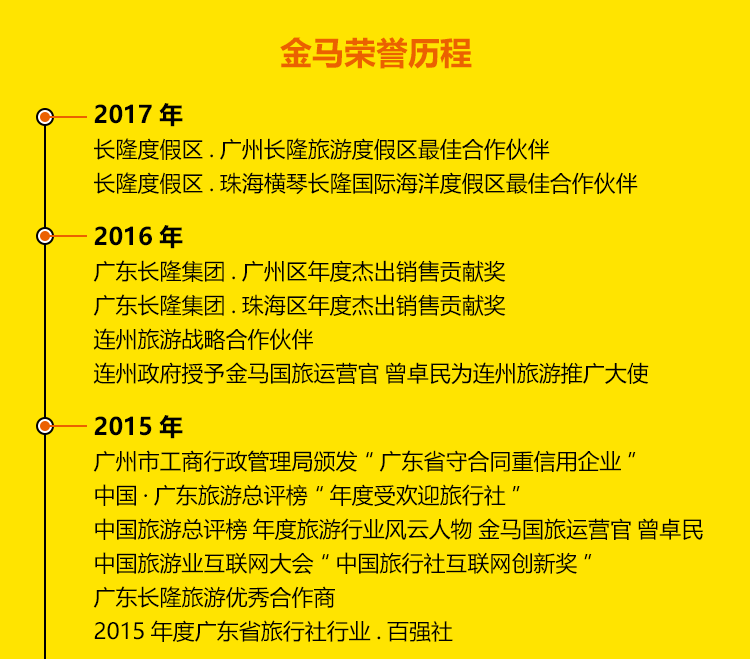 金马荣誉历程
2017 年
长隆度假区 . 广州长隆旅游度假区最佳合作伙伴
长隆度假区 . 珠海横琴长隆国际海洋度假区最佳合作伙伴
2016 年
广东长隆集团 . 广州区年度杰出销售贡献奖
广东长隆集团 . 珠海区年度杰出销售贡献奖
连州旅游战略合作伙伴
连州政府授予金马国旅运营官 曾卓民为连州旅游推广大使
2015 年
广州市工商行政管理局颁发 “ 广东省守合同重信用企业 ”
中国 · 广东旅游总评榜 “ 年度受欢迎旅行社 ”
中国旅游总评榜 年度旅游行业风云人物 金马国旅运营官 曾卓民
中国旅游业互联网大会 “ 中国旅行社互联网创新奖 ”
广东长隆旅游优秀合作商
2015 年度广东省旅行社行业 . 百强社